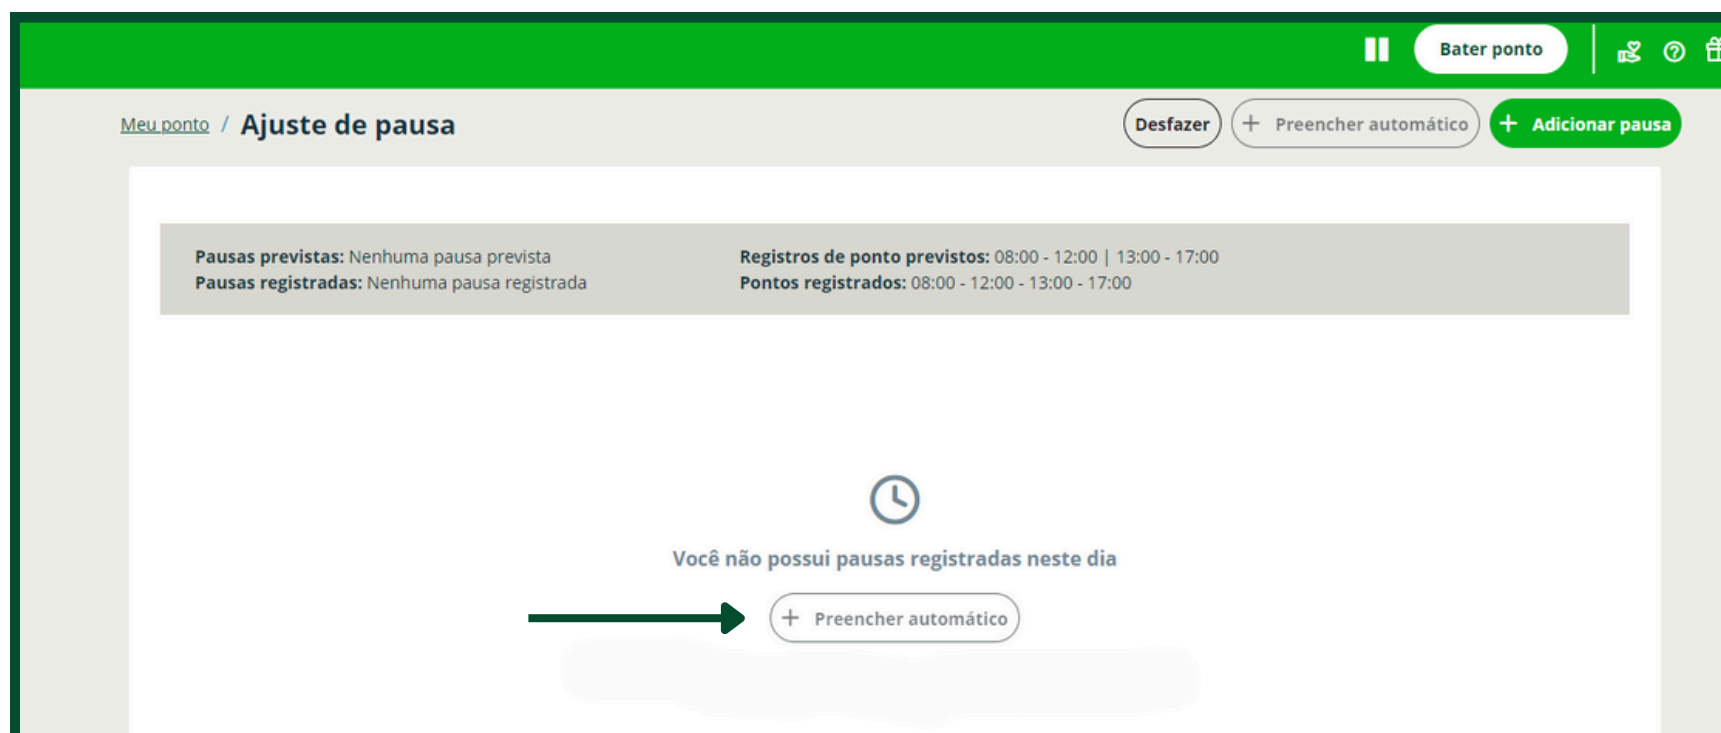 Bater ponto
Meu ponto / Ajuste de pausa
Desfazer
+ Preencher automático
+ Adicionar pausa
Pausas previstas: Nenhuma pausa prevista
Pausas registradas: Nenhuma pausa registrada
Registros de ponto previstos: 08:00 - 12:00 | 13:00 - 17:00
Pontos registrados: 08:00 - 12:00 - 13:00 - 17:00
Você não possui pausas registradas neste dia
+ Preencher automático